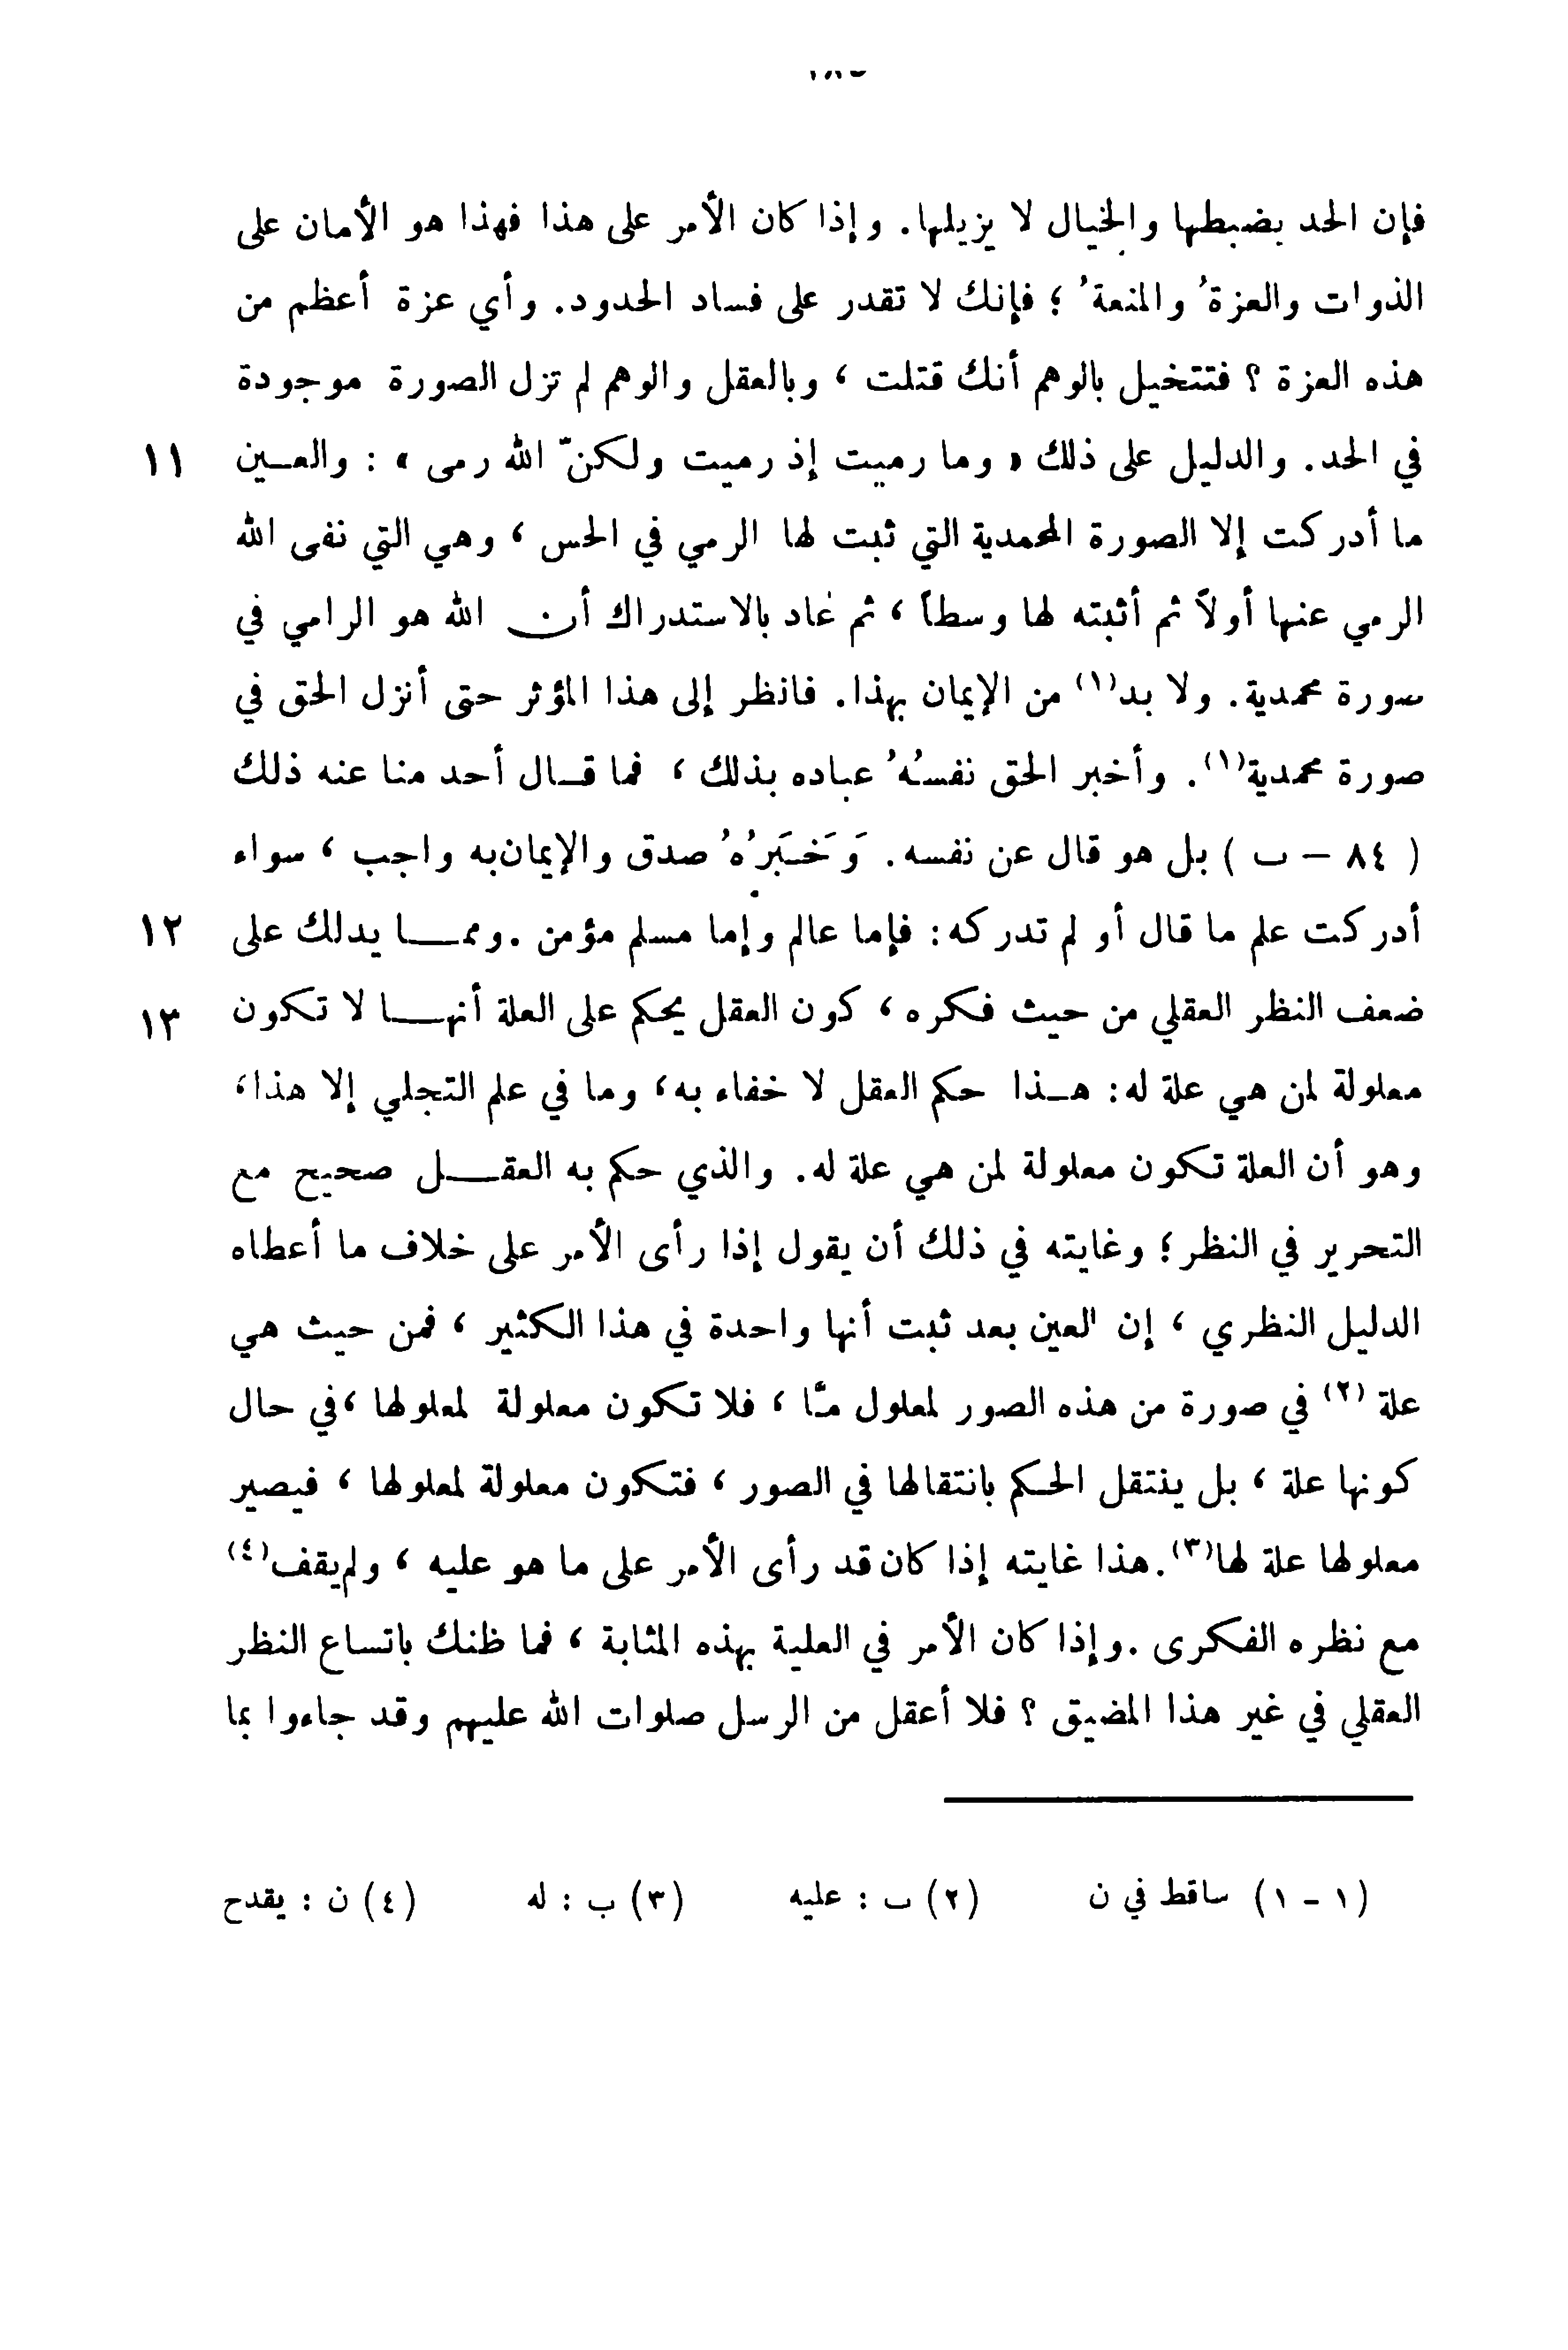 فإن الحد يضبطها والخيال لا يزيلها. وإذا كان الأمر على هذا فهذا هو الأمان على
الذوات والعزةُ والمنعةُ ؛ فإنك لا تقدر على فساد الحدود. وأي عزة أعظم من
هذه العزة ؟ فتتخيل بالوهم أنك قتلت ، وبالعقل والوهم لم تزل الصورة موجودة
في الحد. والدليل على ذلك « وما رميت إذ رميت ولكنّ الله رمى » : والعـين ١١
ما أدركت إلا الصورة المحمدية التي ثبت لها الرمي في الحس ، وهي التي نفى الله
الرمي عنها أولاً ثم أثبته لها وسطاً ، ثم عاد بالاستدراك أن الله هو الرامي في
صورة محمدية. ولا بد(١) من الإيمان بهذا. فانظر إلى هذا المؤثر حتى أنزل الحق في
صورة محمدية(١). وأخبر الحق نفسُهُ عباده بذلك ، فما قـال أحد منا عنه ذلك
( ٨٤ – ب ) بل هو قال عن نفسه. وَخَبَرُهُ صدق والإيمان به واجب ، سواء
أدركت علم ما قال أو لم تدركه: فإما عالم وإما مسلم مؤمن .وممـا يدلك على ١٢
ضعف النظر العقلي من حيث فكره ، كون العقل يحكم على العلة أنهـا لا تكون ١٣
معلولة لمن هي علة له: هـذا حكم العقل لا خفاء به، وما في علم التجلي إلا هذا،
وهو أن العلة تكون معلولة لمن هي علة له. والذي حكم به العقـل صحيح مع
التحرير في النظر؛ وغايته في ذلك أن يقول إذا رأى الأمر على خلاف ما أعطاه
الدليل النظري ، إن العين بعد ثبت أنها واحدة في هذا الكثير ، فمن حيث هي
علة (٢) في صورة من هذه الصور لمعلول مّا ، فلا تكون معلولة لمعلولها ،في حال
كونها علة ، بل ينتقل الحكم بانتقالها في الصور ، فتكون معلولة لمعلولها ، فيصير
معلولها علة لها(٣). هذا غايته إذا كان قد رأى الأمر على ما هو عليه ، ولم يقف(٤)
مع نظره الفكرى .وإذا كان الأمر في العلية بهذه المثابة ، فما ظنك باتساع النظر
العقلي في غير هذا المضيق ؟ فلا أعقل من الرسل صلوات الله عليهم وقد جاءوا بما
(١ - ١) ساقط في ن (٢) ب : عليه (٣) ب : له (٤) ن : يقدح